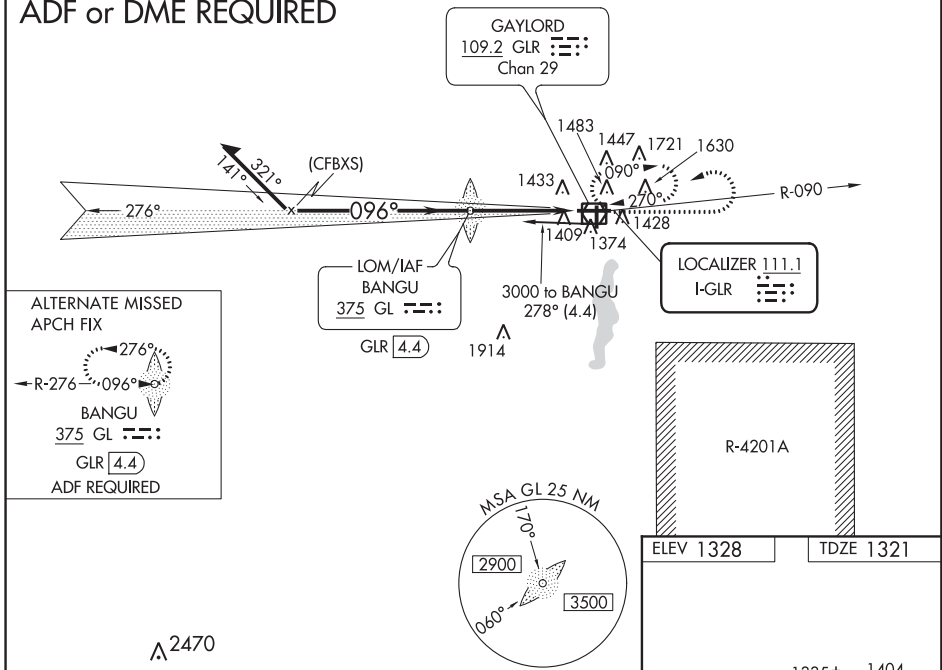 ADF or DME REQUIRED
GAYLORD
109.2 GLR
Chan 29
1483
1447
1721
1630
090°
1433
270°
R-090
321°
141°
(CFBXS)
276°
096°
1428
1409
1374
LOM/IAF
BANGU
375 GL
GLR 4.4
3000 to BANGU
278° (4.4)
LOCALIZER 111.1
I-GLR
1914
ALTERNATE MISSED
APCH FIX
276°
R-276
096°
BANGU
375 GL
GLR 4.4
ADF REQUIRED
R-4201A
MSA GL 25 NM
170°
2900
3500
060°
ELEV 1328
TDZE 1321
2470